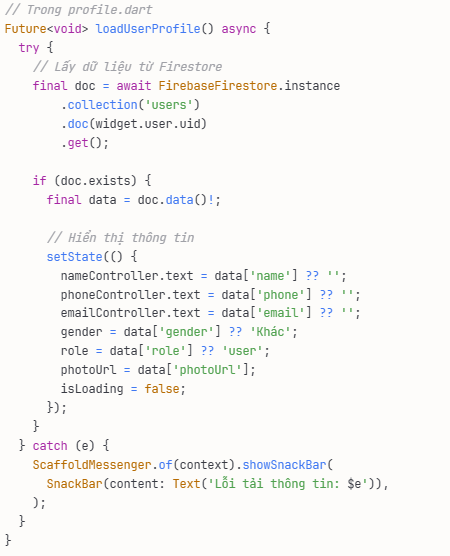 // Trong profile.dart
Future<void> loadUserProfile() async {
  try {
    // Lấy dữ liệu từ Firestore
    final doc = await FirebaseFirestore.instance
        .collection('users')
        .doc(widget.user.uid)
        .get();

    if (doc.exists) {
      final data = doc.data()!;

      // Hiển thị thông tin
      setState(() {
        nameController.text = data['name'] ?? '';
        phoneController.text = data['phone'] ?? '';
        emailController.text = data['email'] ?? '';
        gender = data['gender'] ?? 'Khác';
        role = data['role'] ?? 'user';
        photoUrl = data['photoUrl'];
        isLoading = false;
      });
    }
  } catch (e) {
    ScaffoldMessenger.of(context).showSnackBar(
      SnackBar(content: Text('Lỗi tải thông tin: $e')),
    );
  }
}